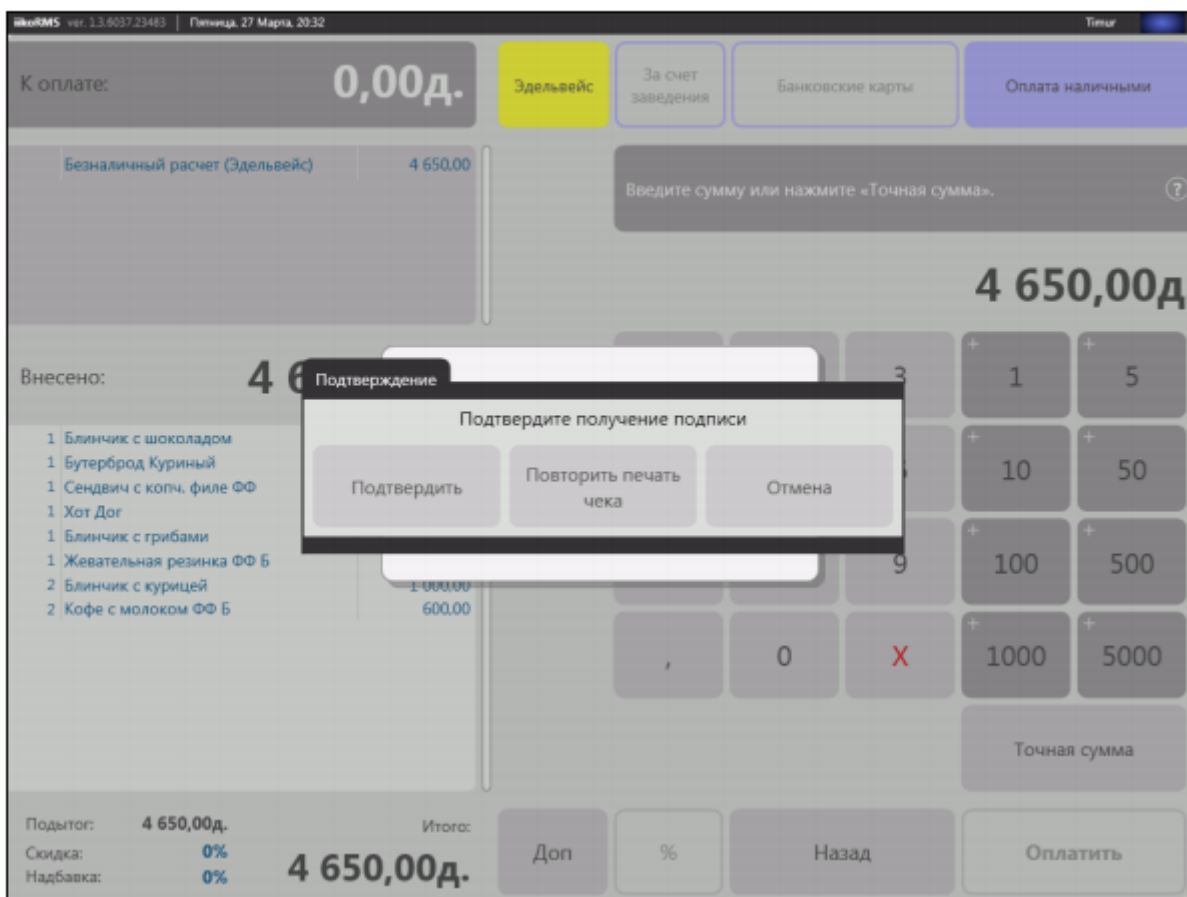 iikoRMS ver. 1.3.6037.23483 | Пятница, 27 Марта, 20:32 Timur
К оплате: 0,00д.
Эдельвейс
За счет
заведения
Банковские карты
Оплата наличными
Безналичный расчет (Эдельвейс) 4 650,00
Введите сумму или нажмите «Точная сумма». ?
4 650,00д
Внесено: 4 6
Подтверждение
Подтвердите получение подписи
Подтвердить
Повторить печать
чека
Отмена
1 Блинчик с шоколадом
1 Бутерброд Куриный
1 Сендвич с копч. филе ФФ
1 Хот Дог
1 Блинчик с грибами
1 Жевательная резинка ФФ Б
2 Блинчик с курицей 1 000,00
2 Кофе с молоком ФФ Б 600,00
3 + 1 + 5
+ 10 + 50
9 + 100 + 500
, 0 X + 1000 + 5000
Точная сумма
Подытог: 4 650,00д.
Скидка: 0%
Надбавка: 0%
Итого:
4 650,00д.
Доп % Назад Оплатить